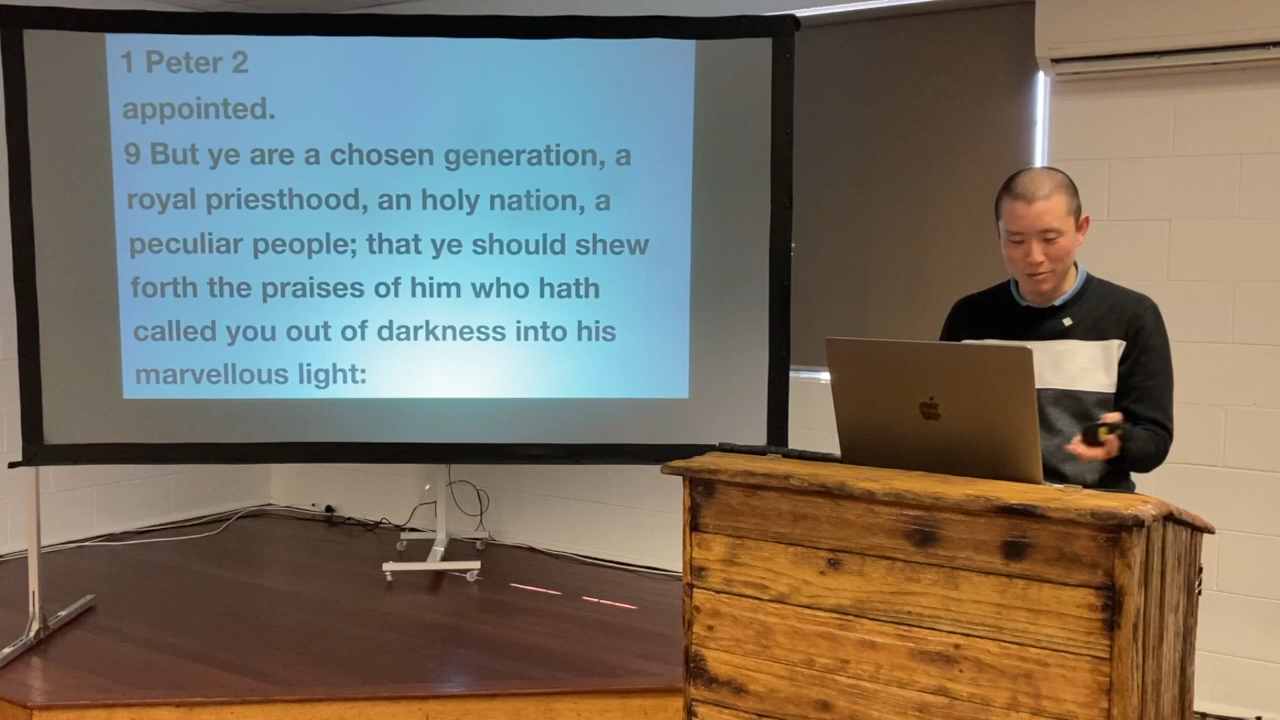 1 Peter 2
appointed.
9 But ye are a chosen generation, a
royal priesthood, an holy nation, a
peculiar people; that ye should shew
forth the praises of him who hath
called you out of darkness into his
marvellous light: